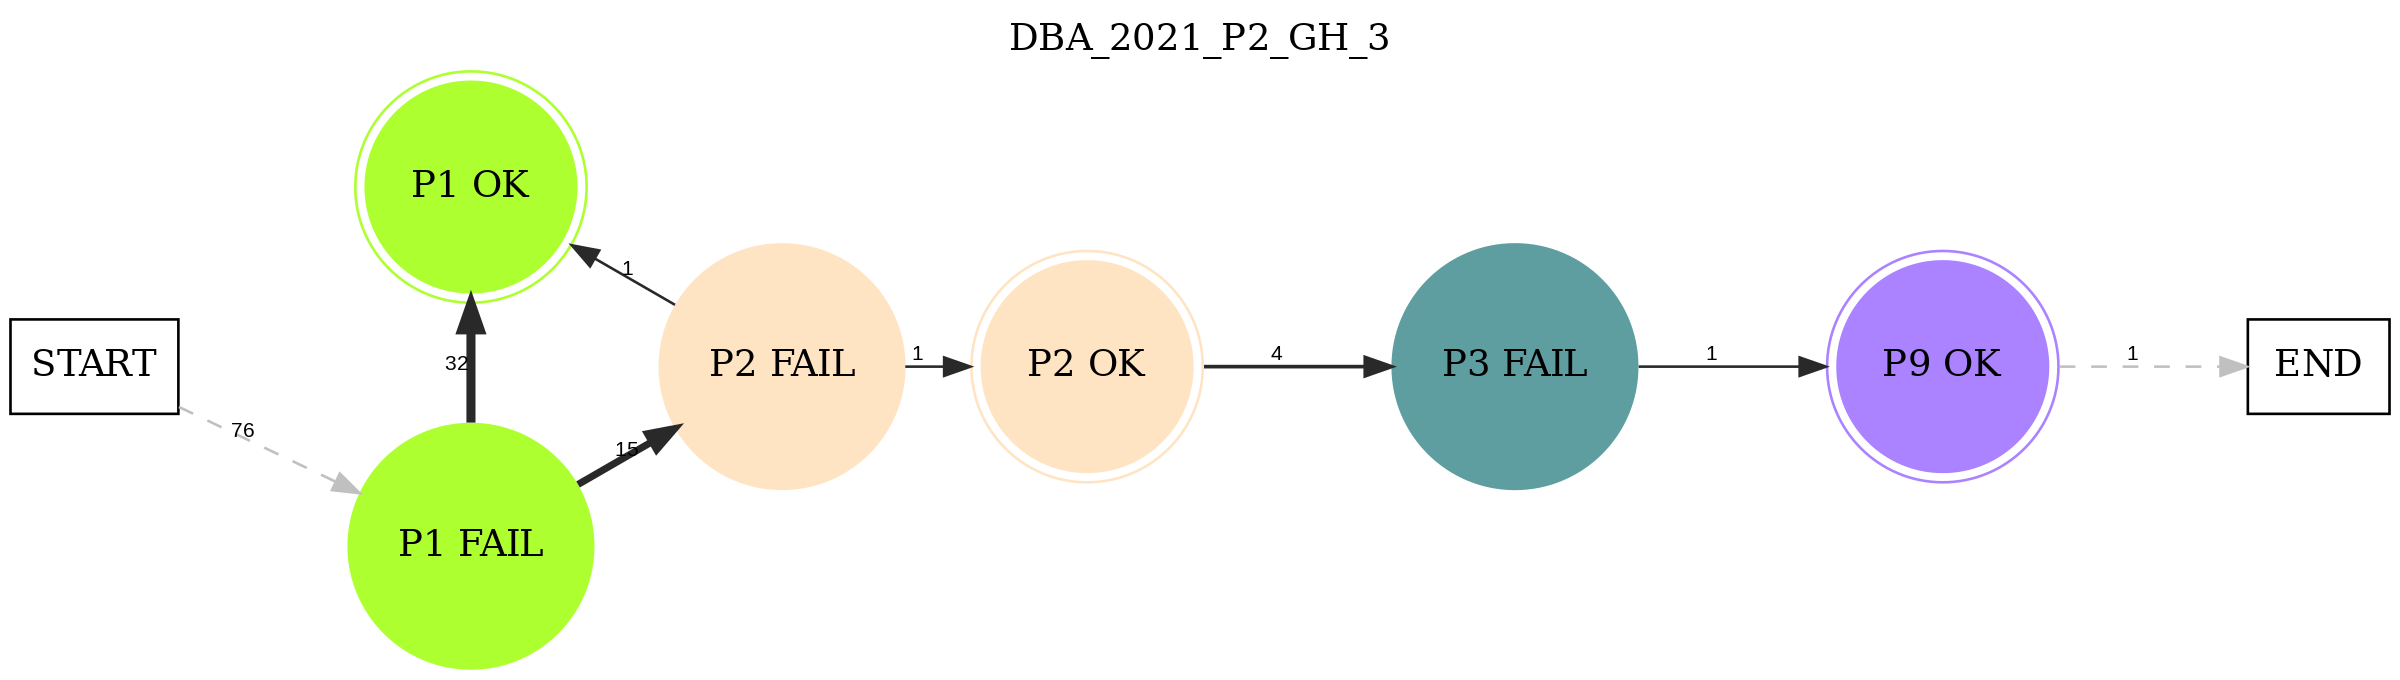 DBA_2021_P2_GH_3
P1 OK
1
START
76
32
15
P1 FAIL
P2 FAIL
1
P2 OK
4
P3 FAIL
1
P9 OK
1
END